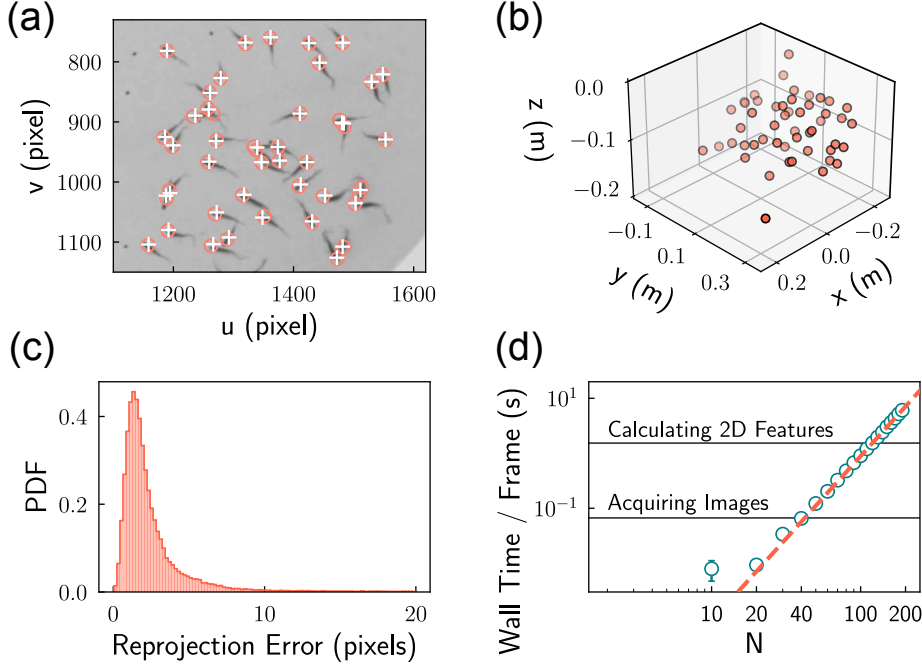 (a)
800
900
1000
1100
v (pixel)
1200
1400
1600
u (pixel)
(b)
0.0
−0.1
−0.2
z (m)
−0.1
0.1
0.3
y (m)
0.2
0.0
−0.2
x (m)
(c)
0.4
0.2
0.0
PDF
0
10
20
Reprojection Error (pixels)
(d)
10¹
10⁻¹
Wall Time / Frame (s)
Calculating 2D Features
Acquiring Images
10
20
40
100
200
N